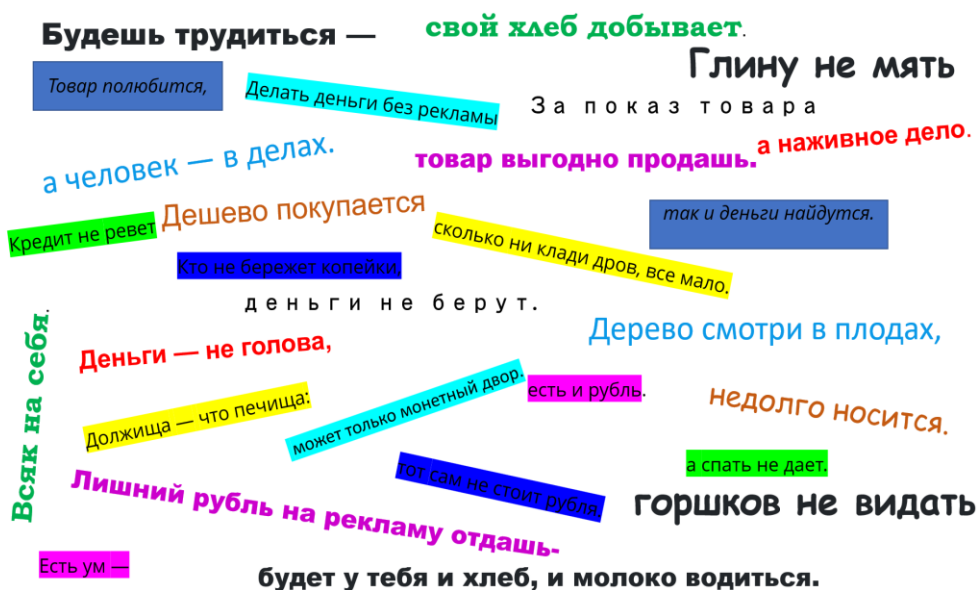 Будешь трудиться —
свой хлеб добывает.
Глину не мять
Товар полюбится,
Делать деньги без рекламы
За показ товара
а наживное дело.
а человек — в делах.
товар выгодно продашь.
Кредит не ревет
Дешево покупается
сколько ни клади дров, все мало.
так и деньги найдутся.
Кто не бережет копейки,
деньги не берут.
Дерево смотри в плодах,
Всяк на себя.
Деньги — не голова,
Должища — что печища:
может только монетный двор.
есть и рубль.
недолго носится.
а спать не дает.
Лишний рубль на рекламу отдашь-
тот сам не стоит рубля.
горшков не видать
Есть ум —
будет у тебя и хлеб, и молоко водиться.